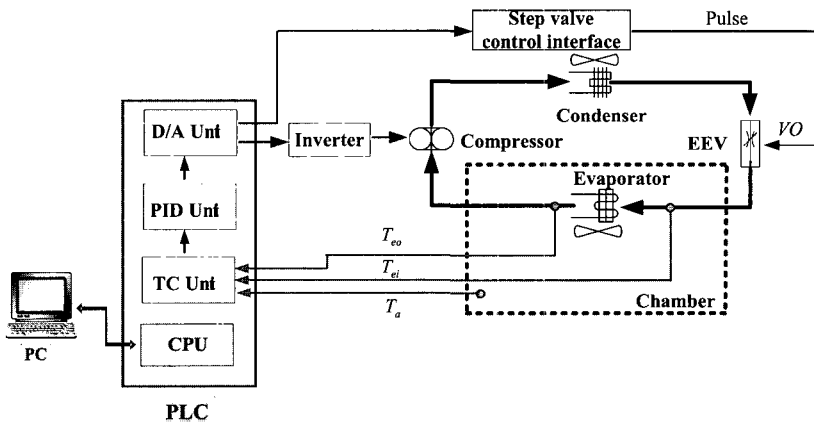 Step valve
control interface
Pulse
D/A Unt
Inverter
Compressor
Condenser
EEV
VO
Evaporator
PID Unt
Teo
Tei
TC Unt
Ta
Chamber
CPU
PC
PLC